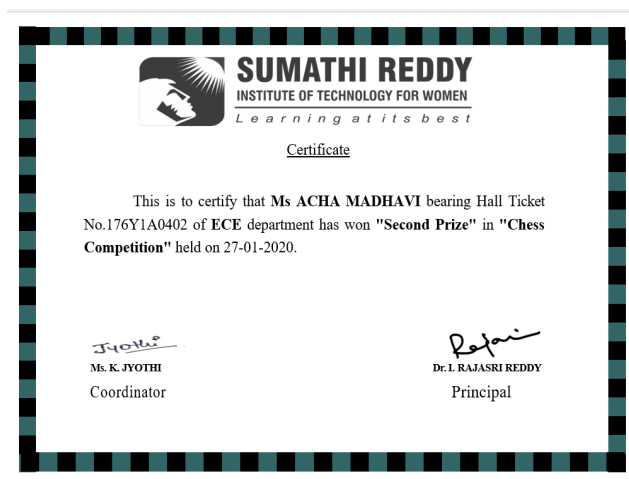 SUMATHI REDDY
INSTITUTE OF TECHNOLOGY FOR WOMEN
Learning at its best
Certificate
This is to certify that Ms ACHA MADHAVI bearing Hall Ticket
No.176Y1A0402 of ECE department has won "Second Prize" in "Chess
Competition" held on 27-01-2020.
Jyothi
Rajasri
Ms. K. JYOTHI
Dr. I. RAJASRI REDDY
Coordinator
Principal